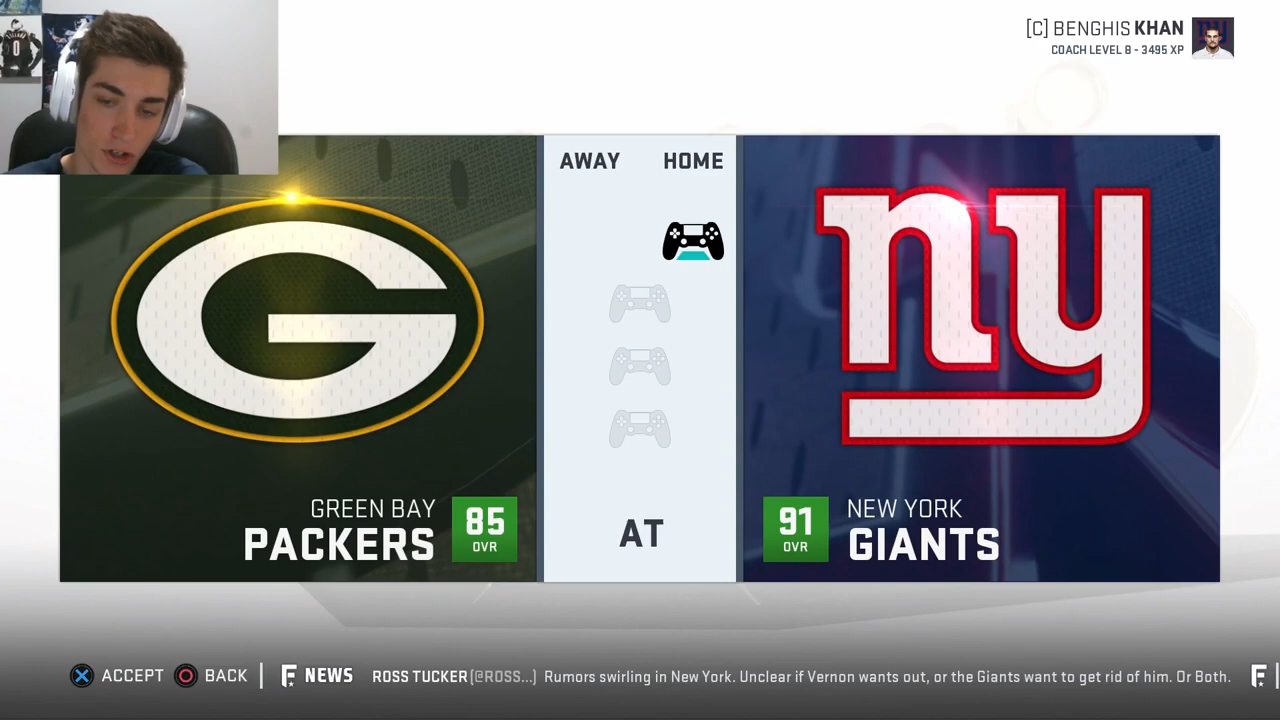 [C] BENGHIS KHAN
COACH LEVEL 8 - 3495 XP
AWAY HOME
G
ny
GREEN BAY
PACKERS
85
OVR
AT
91
OVR
NEW YORK
GIANTS
ACCEPT BACK F NEWS ROSS TUCKER (@ROSS...) Rumors swirling in New York. Unclear if Vernon wants out, or the Giants want to get rid of him. Or Both. F